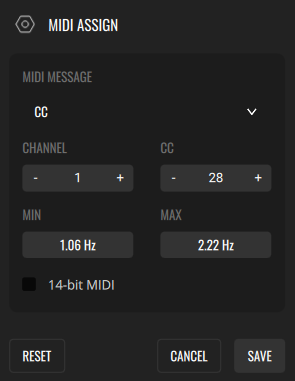 MIDI ASSIGN
MIDI MESSAGE
CC
CHANNEL CC
- 1 + - 28 +
MIN MAX
1.06 Hz 2.22 Hz
14-bit MIDI
RESET CANCEL SAVE